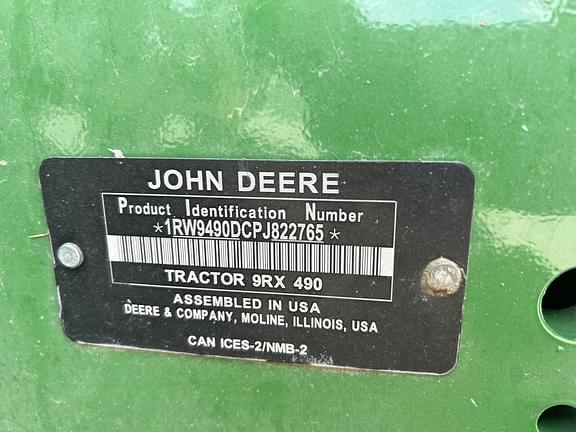 JOHN DEERE
Product Identification Number
*1RW9490DCPJ822765*
TRACTOR 9RX 490
ASSEMBLED IN USA
DEERE & COMPANY, MOLINE, ILLINOIS, USA
CAN ICES-2/NMB-2